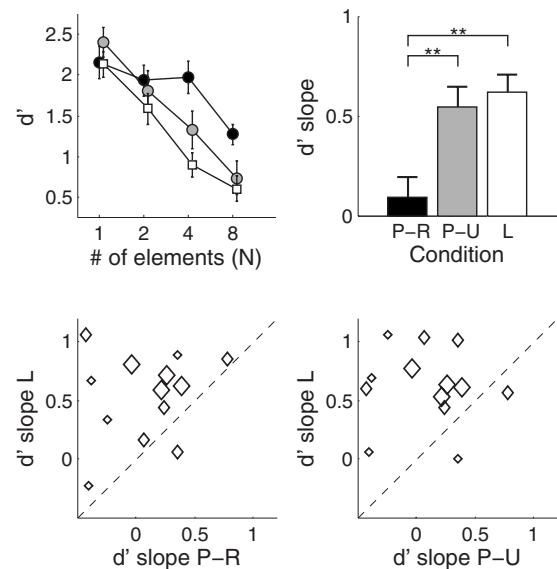 2.5
2
1.5
1
0.5
d'
1 2 4 8
# of elements (N)
1
0.5
0
d' slope
**
**
P−R P−U L
Condition
1
0.5
0
d' slope L
0 0.5 1
d' slope P−R
1
0.5
0
d' slope L
0 0.5 1
d' slope P−U